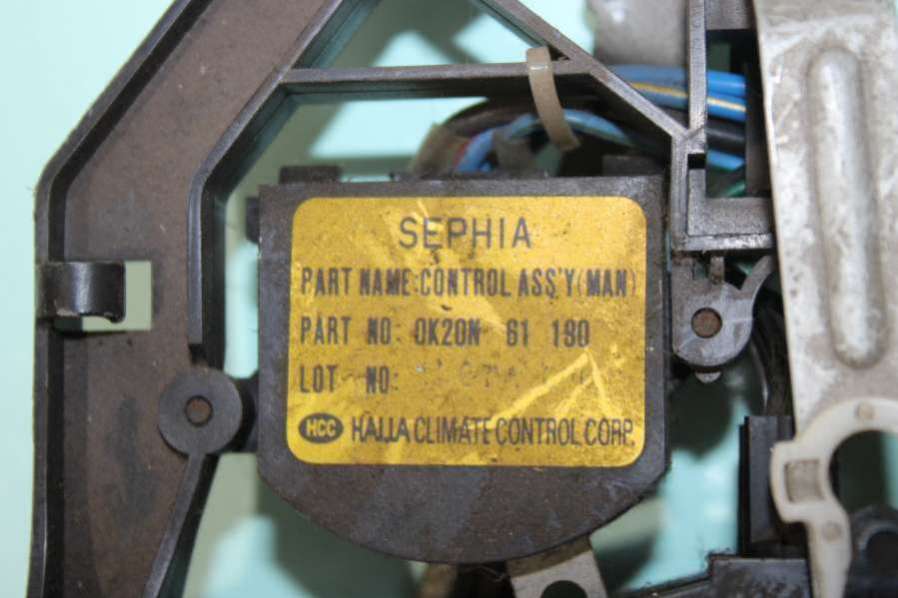 SEPHIA
PART NAME:CONTROL ASS'Y(MAN)
PART NO: 0K20N 61 190
LOT NO:
HCC HALLA CLIMATE CONTROL CORP.